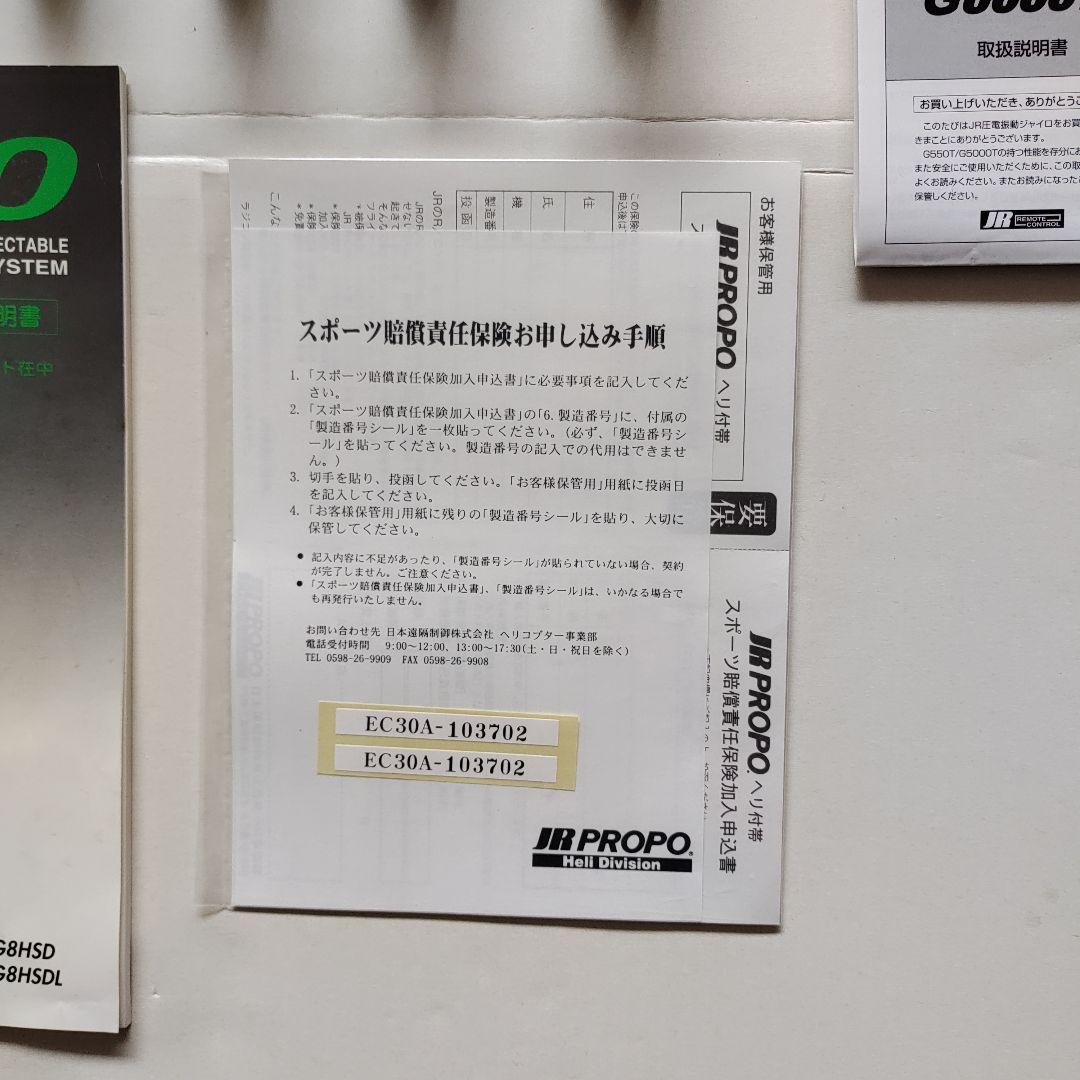 ECTABLE
YSTEM
明書
G8HSD
G8HSDL
取扱説明書
お買い上げいただき、ありがとうご
このたびはJR圧電振動ジャイロをお買
きまことにありがとうございます。
G550T/G5000Tの持つ性能を存分にお
また安全にご使用いただくために、この取
よくお読みください。またお読みになったこ
保管しください。
JR REMOTE CONTROL
スポーツ賠償責任保険お申し込み手順
1. 「スポーツ賠償責任保険加入申込書」に必要事項を記入してくだ
さい。
2. 「スポーツ賠償責任保険加入申込書」の「6. 製造番号」に、付属の
「製造番号シール」を一枚貼ってください。（必ず、「製造番号シ
ール」を貼ってください。製造番号の記入での代用はできませ
ん。）
3. 切手を貼り、投函してください。「お客様保管用」用紙に投函日
を記入してください。
4. 「お客様保管用」用紙に残りの「製造番号シール」を貼り、大切に
保管してください。
● 記入内容に不足があったり、「製造番号シール」が貼られていない場合、契約
が完了しません。ご注意ください。
● 「スポーツ賠償責任保険加入申込書」、「製造番号シール」は、いかなる場合で
も再発行いたしません。
お問い合わせ先 日本遠隔制御株式会社 ヘリコプター事業部
電話受付時間 9:00～12:00、13:00～17:30(土・日・祝日を除く)
TEL 0598-26-9909 FAX 0598-26-9908
EC30A-103702
EC30A-103702
JR PROPO®
Heli Division
お客様保管用
JR PROPO ヘリ付帯
要
保
JR PROPO® ヘリ付帯
スポーツ賠償責任保険加入申込書
住
氏
機
製造番
投函
JRのR
こんな